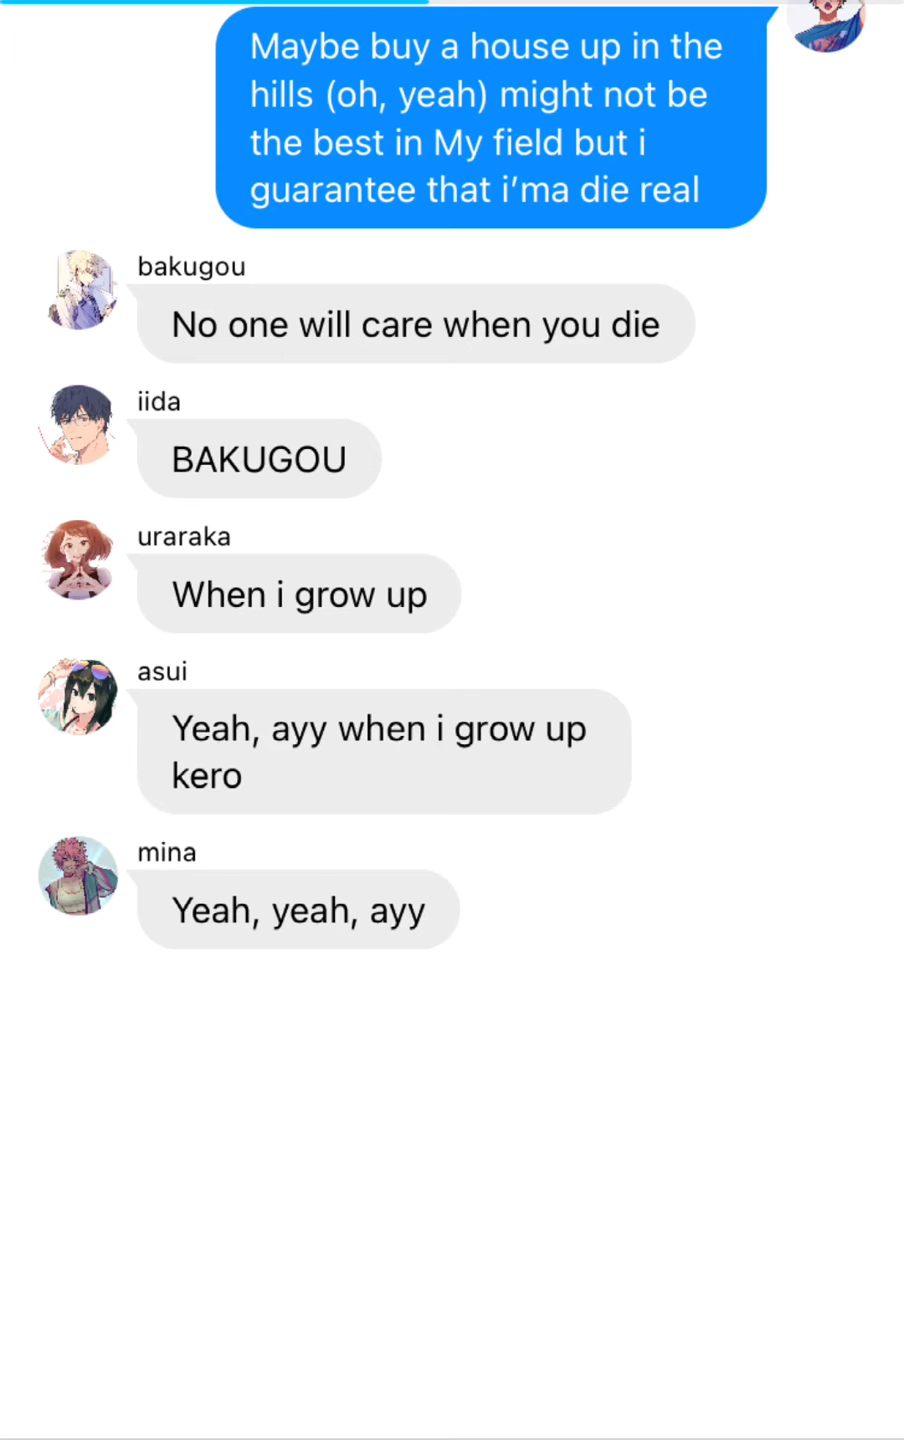 Maybe buy a house up in the
hills (oh, yeah) might not be
the best in My field but i
guarantee that i’ma die real
bakugou
No one will care when you die
iida
BAKUGOU
uraraka
When i grow up
asui
Yeah, ayy when i grow up
kero
mina
Yeah, yeah, ayy